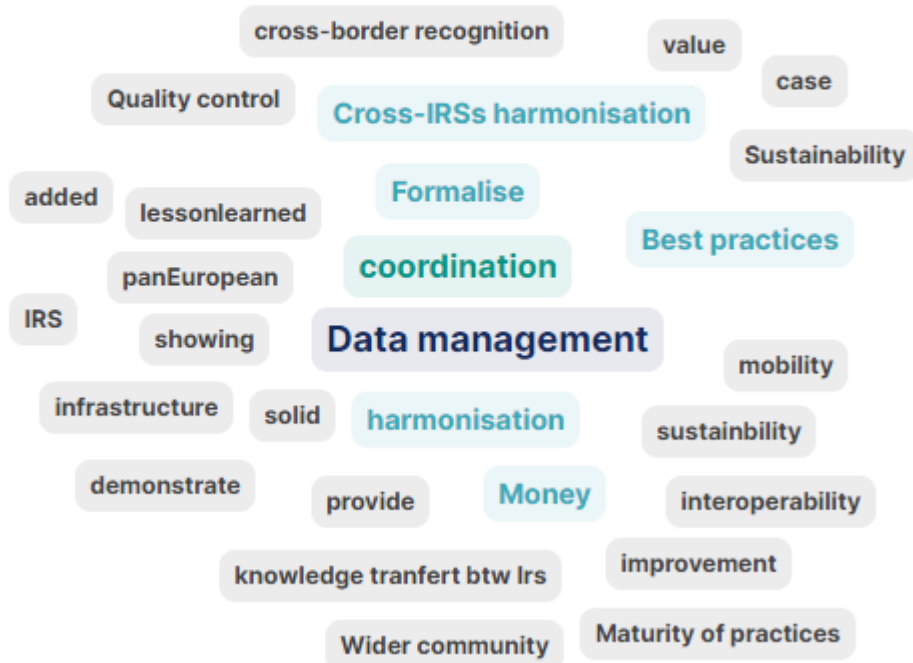 cross-border recognition
value
case
Quality control
Cross-IRSs harmonisation
Sustainability
added
lessonlearned
Formalise
Best practices
coordination
panEuropean
IRS
showing
Data management
mobility
infrastructure
solid
harmonisation
sustainbility
demonstrate
provide
Money
interoperability
knowledge tranfert btw Irs
improvement
Wider community
Maturity of practices